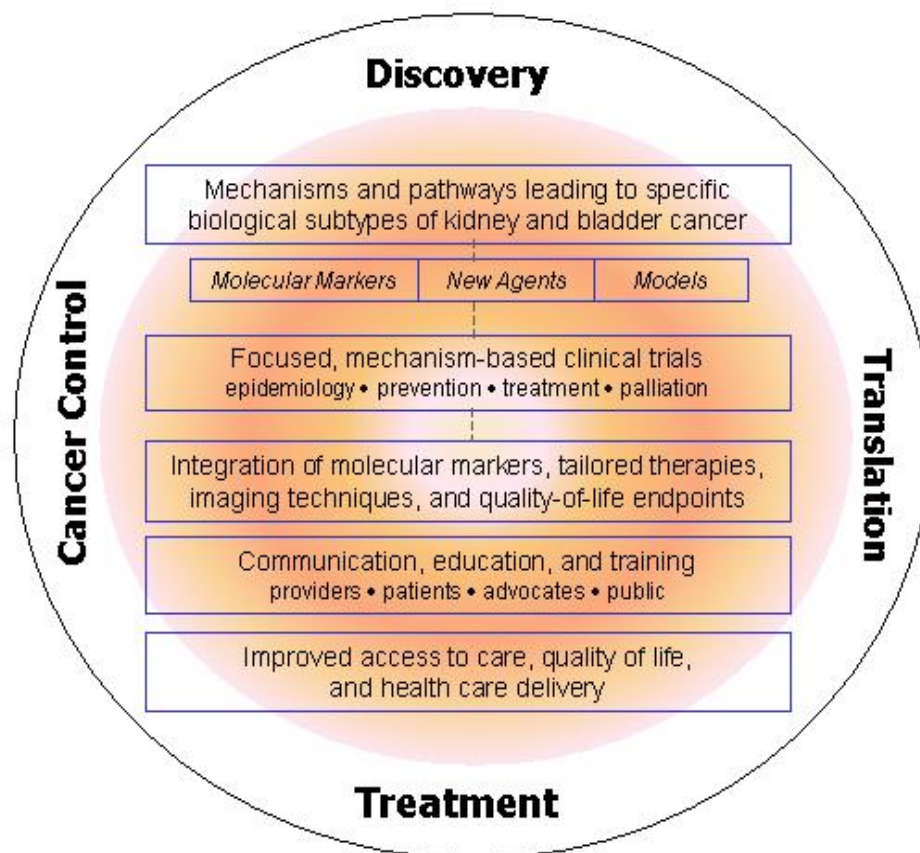 Discovery
Mechanisms and pathways leading to specific
biological subtypes of kidney and bladder cancer
Molecular Markers New Agents Models
Focused, mechanism-based clinical trials
epidemiology • prevention • treatment • palliation
Integration of molecular markers, tailored therapies,
imaging techniques, and quality-of-life endpoints
Communication, education, and training
providers • patients • advocates • public
Improved access to care, quality of life,
and health care delivery
Cancer Control
Translation
Treatment